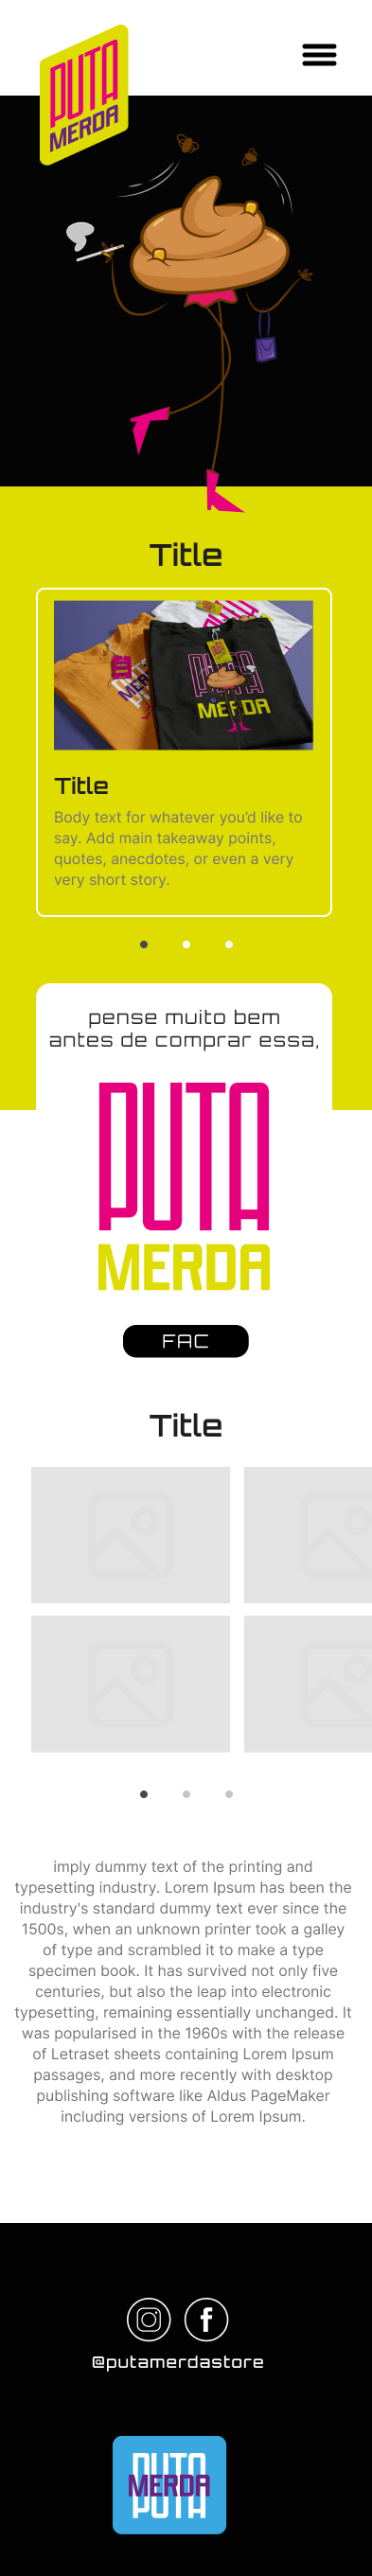 PUTA
MERDA
Title
PUTA
MERDA
Title
Body text for whatever you’d like to
say. Add main takeaway points,
quotes, anecdotes, or even a very
very short story.
pense muito bem
antes de comprar essa,
PUTA
MERDA
FAC
Title
imply dummy text of the printing and
typesetting industry. Lorem Ipsum has been the
industry's standard dummy text ever since the
1500s, when an unknown printer took a galley
of type and scrambled it to make a type
specimen book. It has survived not only five
centuries, but also the leap into electronic
typesetting, remaining essentially unchanged. It
was popularised in the 1960s with the release
of Letraset sheets containing Lorem Ipsum
passages, and more recently with desktop
publishing software like Aldus PageMaker
including versions of Lorem Ipsum.
@putamerdastore
PUTA
MERDA
PUTA